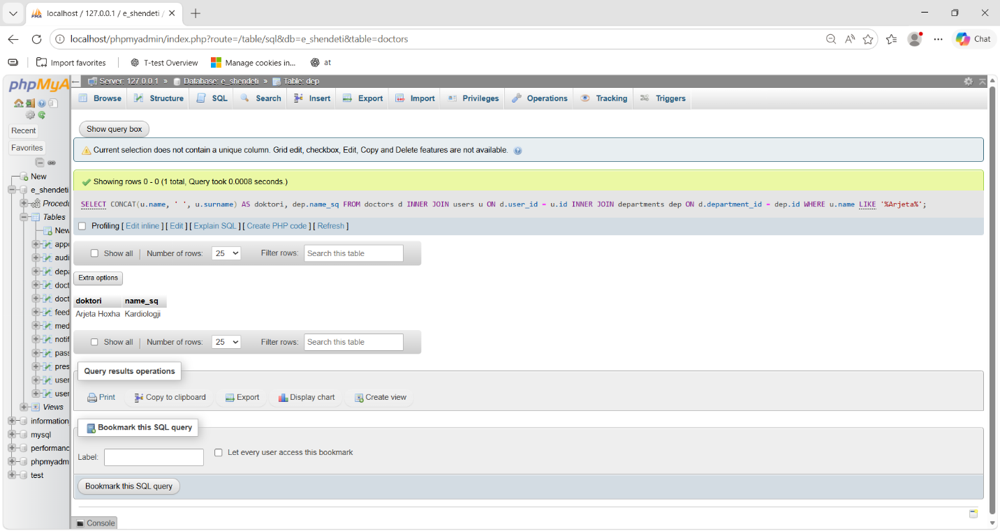 localhost / 127.0.0.1 / e_shendeti /
localhost/phpmyadmin/index.php?route=/table/sql&db=e_shendeti&table=doctors
Chat
Import favorites
T-test Overview
Manage cookies in...
at
phpMyA
Server: 127.0.0.1 » Database: e_shendeti » Table: dep
Browse Structure SQL Search Insert Export Import Privileges Operations Tracking Triggers
Recent
Favorites
New
e_shendeti
Procedu
Tables
New
appo
audi
depa
doct
doct
feed
med
notif
pass
pres
user
user
Views
information
mysql
performanc
phpmyadm
test
Show query box
Current selection does not contain a unique column. Grid edit, checkbox, Edit, Copy and Delete features are not available.
Showing rows 0 - 0 (1 total, Query took 0.0008 seconds.)
SELECT CONCAT(u.name, ' ', u.surname) AS doktori, dep.name_sq FROM doctors d INNER JOIN users u ON d.user_id = u.id INNER JOIN departments dep ON d.department_id = dep.id WHERE u.name LIKE '%Arjeta%';
Profiling [ Edit inline ] [ Edit ] [ Explain SQL ] [ Create PHP code ] [ Refresh ]
Show all | Number of rows: 25 Filter rows: Search this table
Extra options
doktori name_sq
Arjeta Hoxha Kardiologji
Show all | Number of rows: 25 Filter rows: Search this table
Query results operations
Print Copy to clipboard Export Display chart Create view
Bookmark this SQL query
Label: Let every user access this bookmark
Bookmark this SQL query
Console